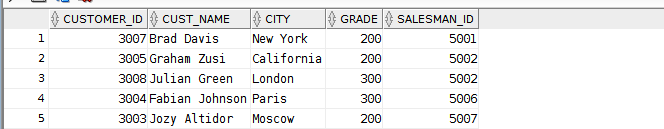 CUSTOMER_ID CUST_NAME CITY GRADE SALESMAN_ID
1 3007 Brad Davis New York 200 5001
2 3005 Graham Zusi California 200 5002
3 3008 Julian Green London 300 5002
4 3004 Fabian Johnson Paris 300 5006
5 3003 Jozy Altidor Moscow 200 5007